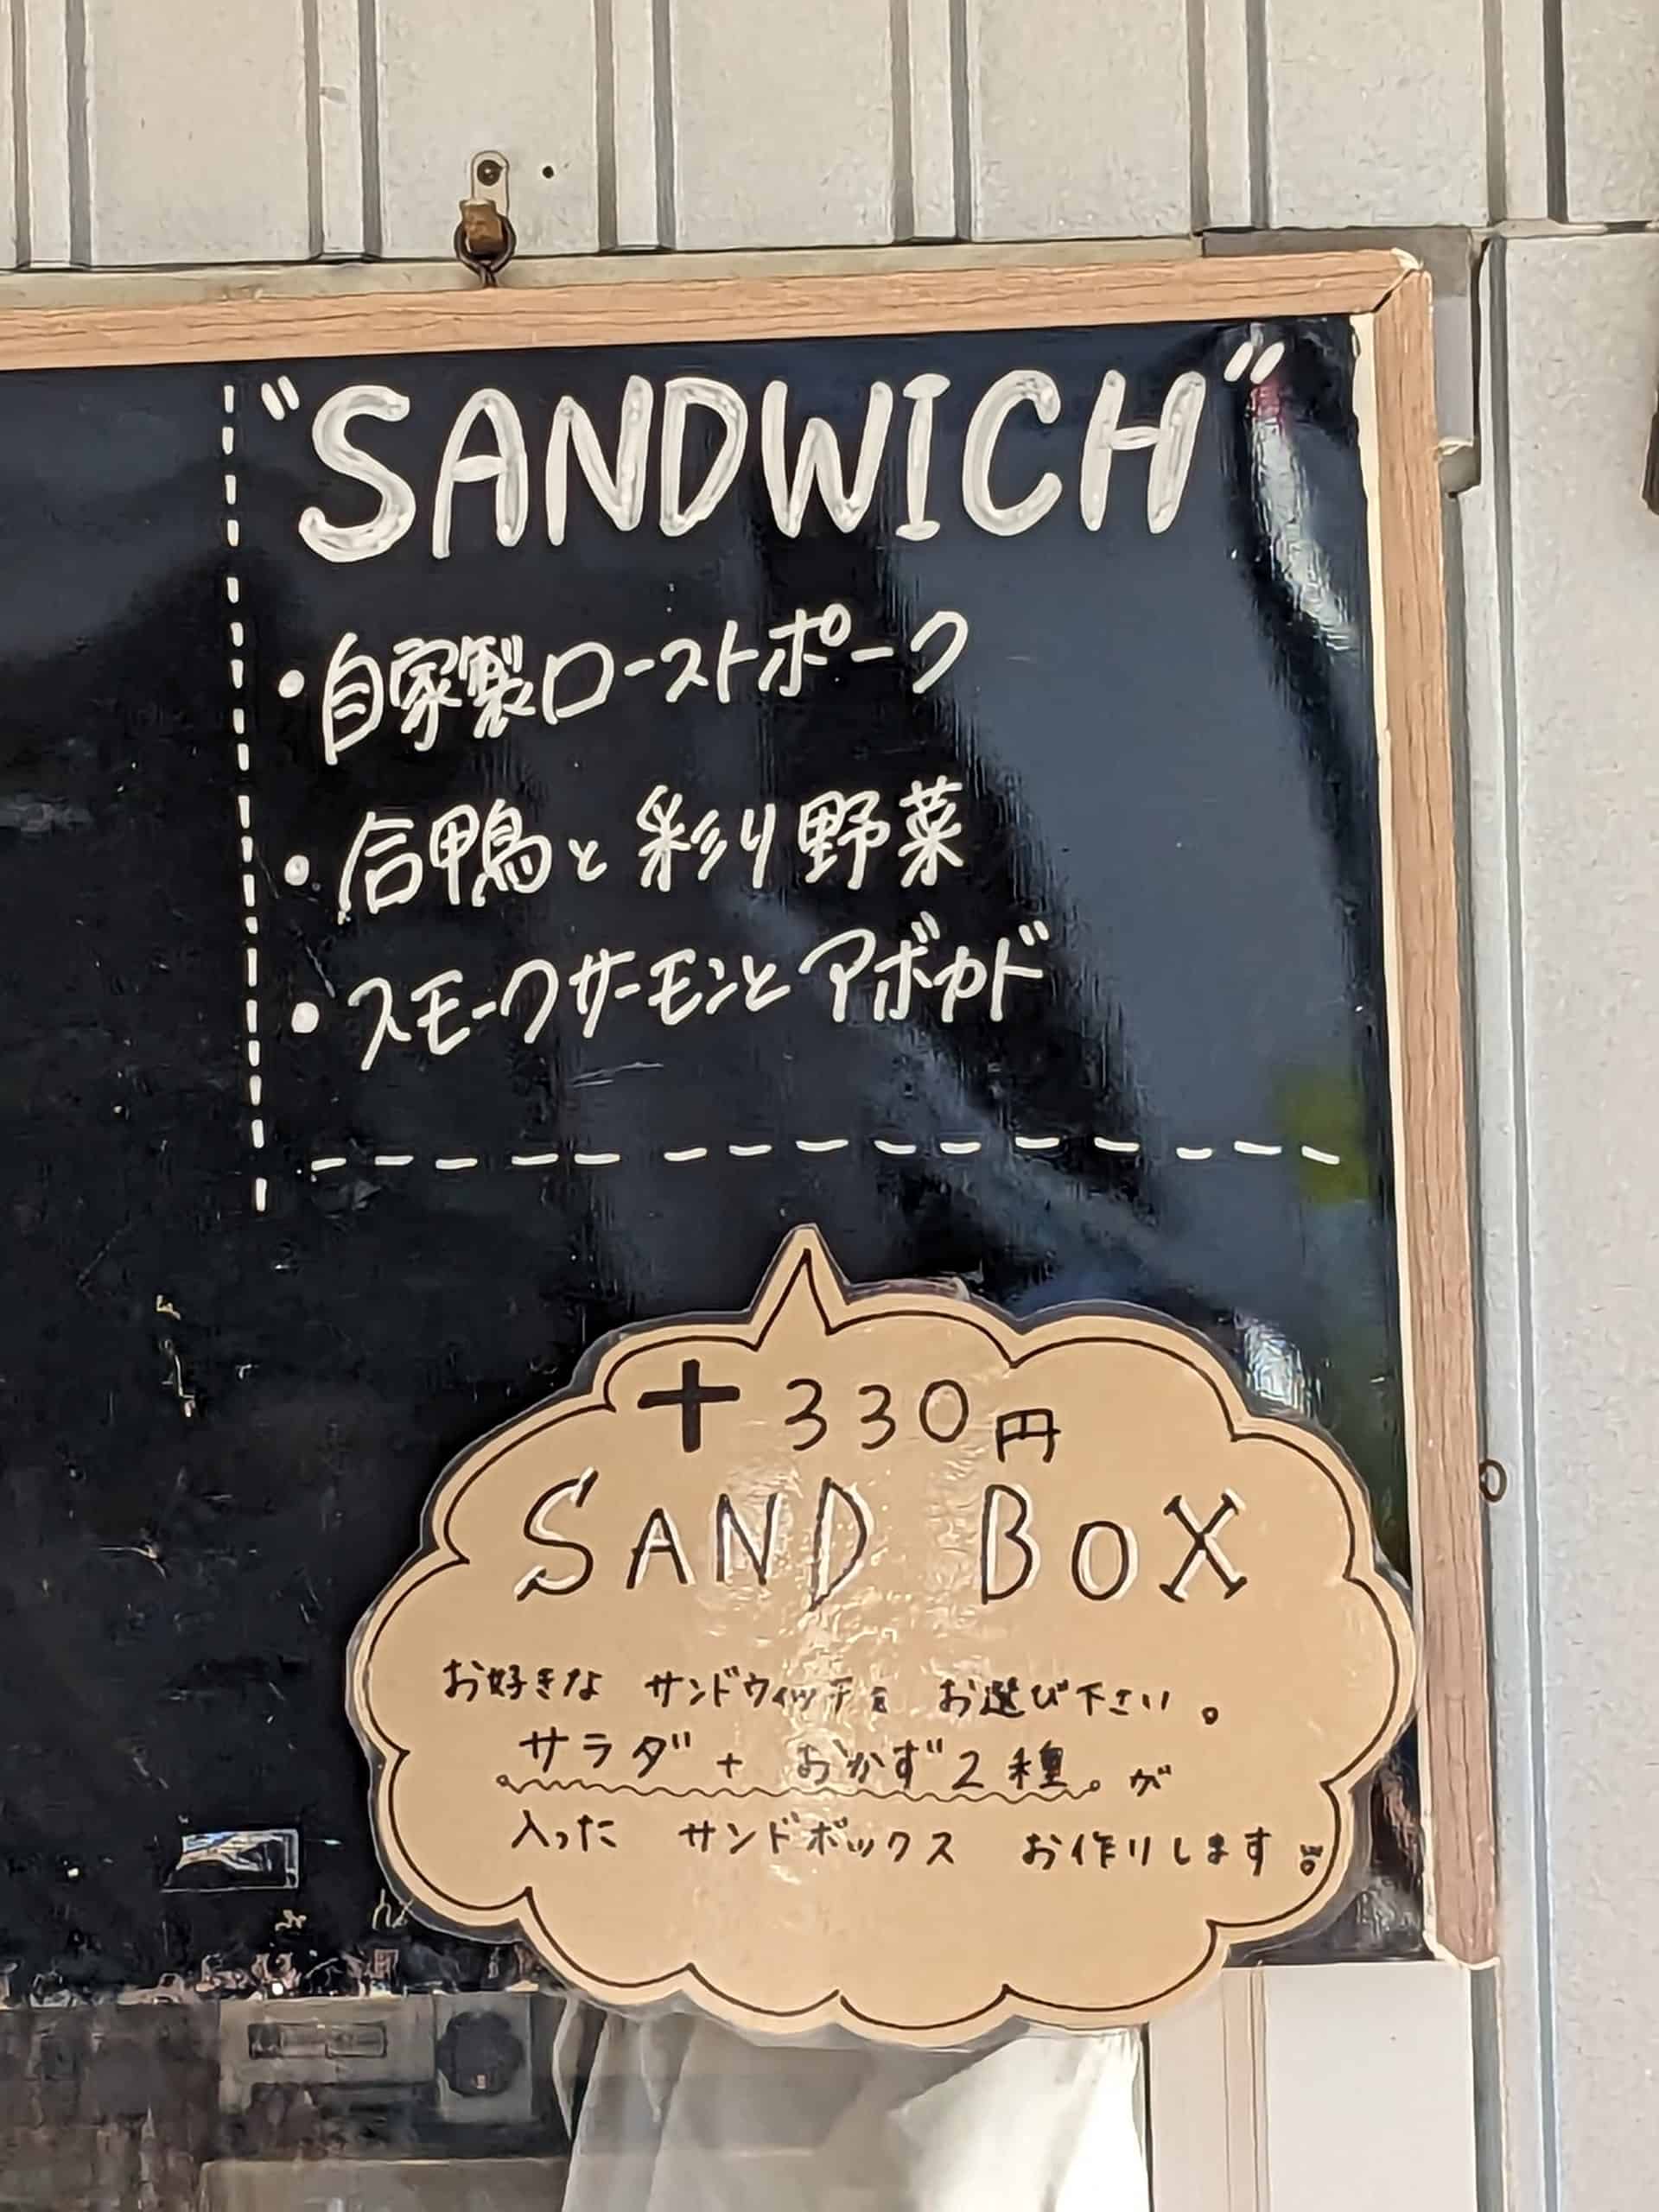 "SANDWICH"
・自家製ローストポーク
・合鴨と彩り野菜
・スモークサーモンとアボカド
+330円
SAND BOX
お好きな サンドウィッチを お選び下さい。
サラダ + おかず2種。が
入った サンドボックス お作りします